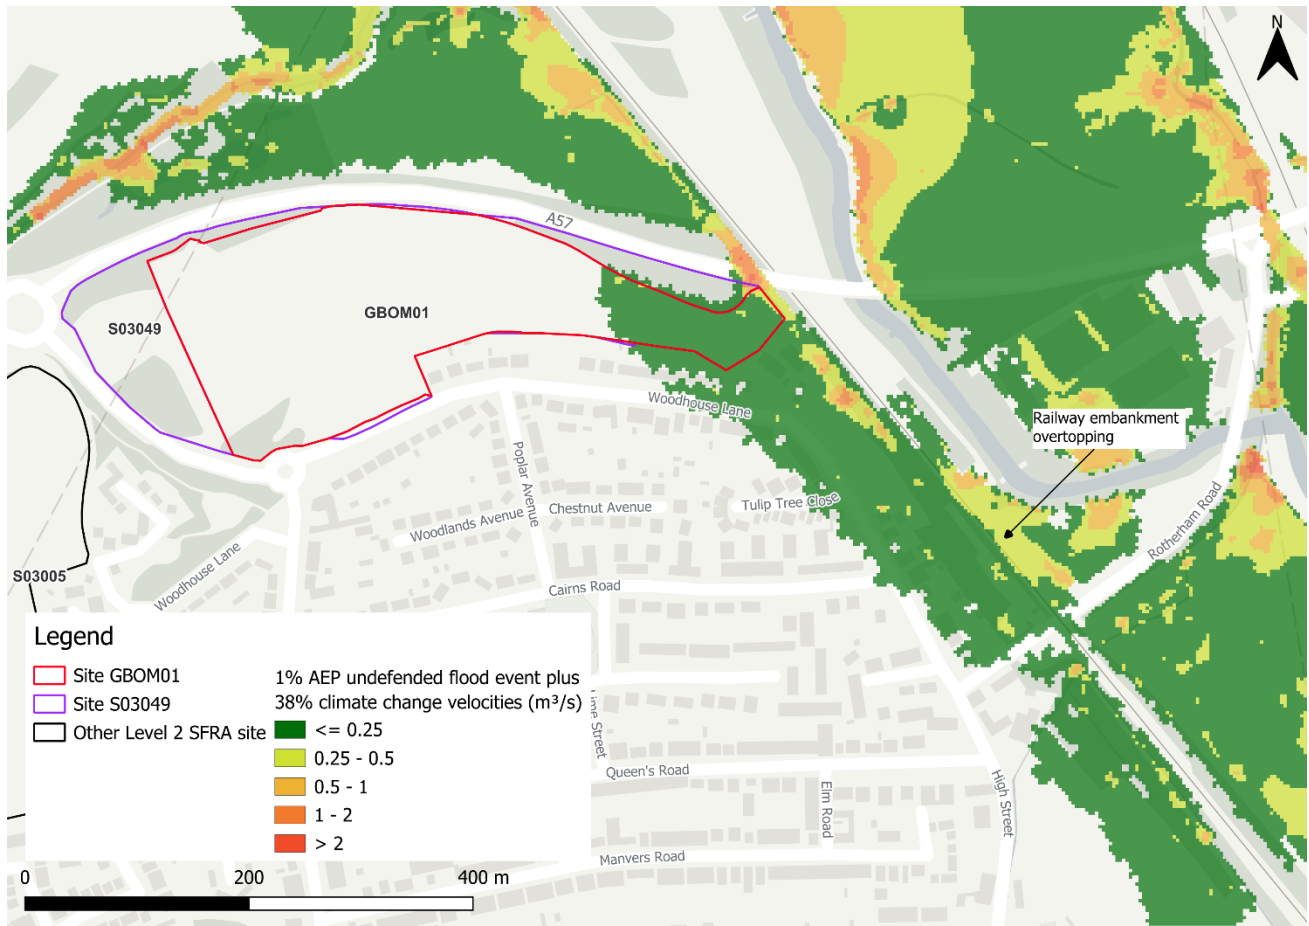 N
A57
GBOM01
S03049
Woodhouse Lane
Railway embankment
overtopping
Poplar Avenue
Tulip Tree Close
Chestnut Avenue
Woodlands Avenue
Rotherham Road
Woodhouse Lane
S03005
Cairns Road
Legend
Site GBOM01
Site S03049
Other Level 2 SFRA site
1% AEP undefended flood event plus
38% climate change velocities (m³/s)
<= 0.25
0.25 - 0.5
0.5 - 1
1 - 2
> 2
Lime Street
Queen's Road
Elm Road
High Street
Manvers Road
0
200
400 m